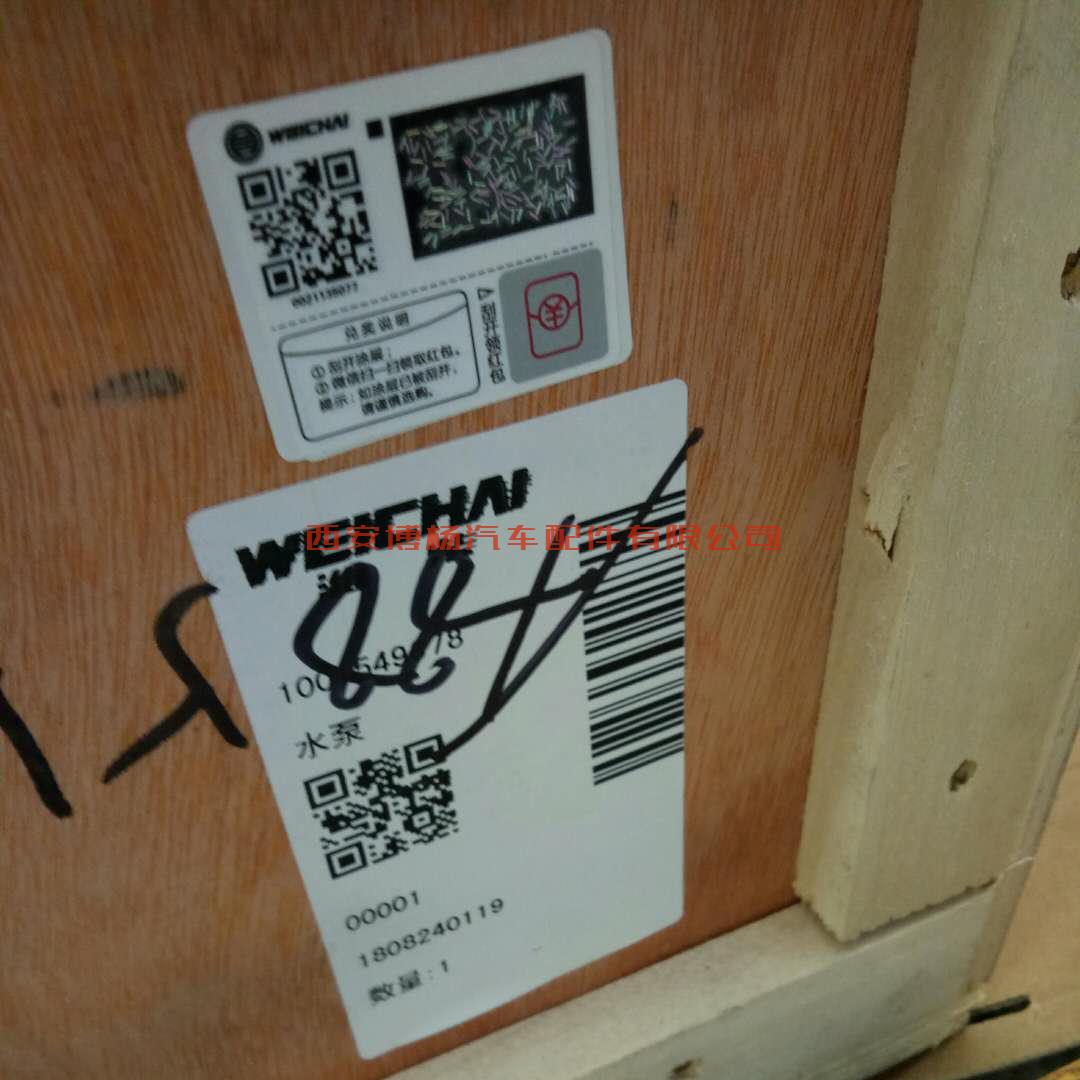 WEICHAI
0021136077
兑奖说明
①刮开涂层；
②微信扫一扫领取红包。
提示：如涂层已被刮开，
请谨慎选购。
刮开领红包
WEICHAI
西安博杨汽车配件有限公司
水泵
00001
1808240119
数量:1